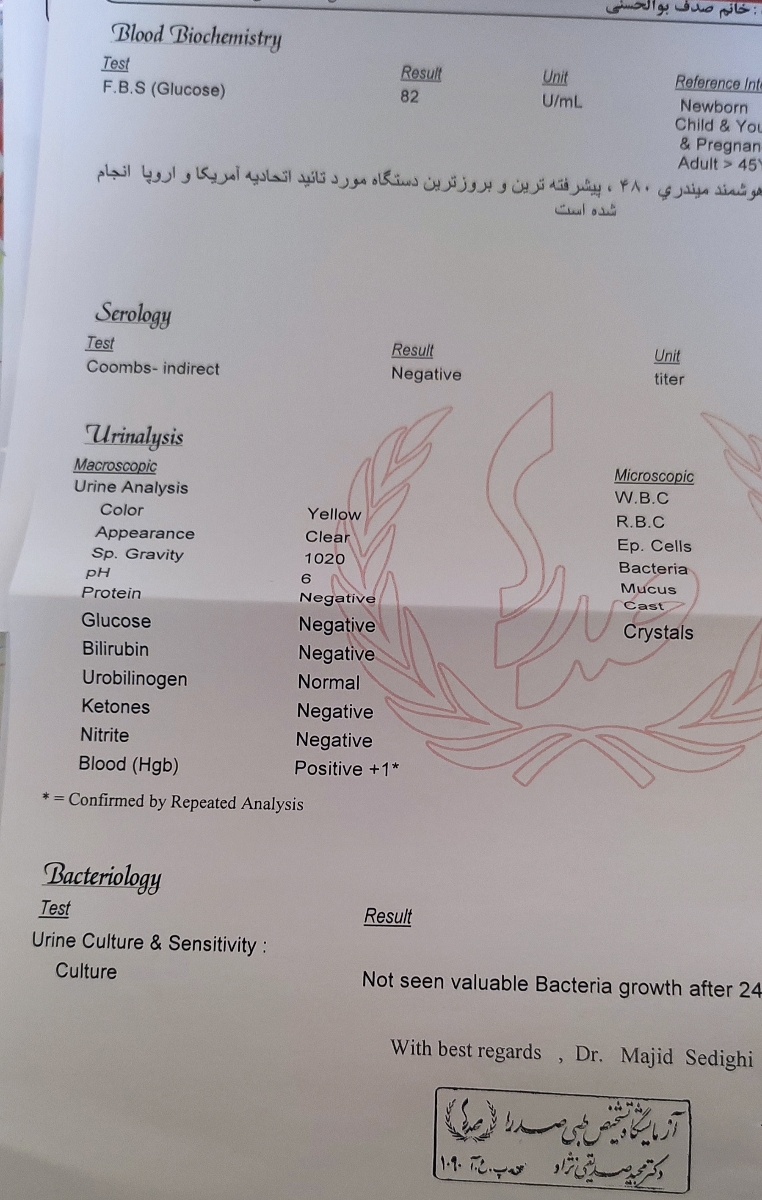 : خانم صدف بوالحسنی
Blood Biochemistry
Test Result Unit Reference Int
F.B.S (Glucose) 82 U/mL Newborn
Child & You
& Pregnan
Adult > 45Y
هوشمند میندری ۴۸۰ ، پیشرفته ترین و بروزترین دستگاه مورد تائید اتحادیه آمریکا و اروپا انجام
شده است
Serology
Test Result Unit
Coombs- indirect Negative titer
Urinalysis
Macroscopic Microscopic
Urine Analysis W.B.C
Color Yellow R.B.C
Appearance Clear Ep. Cells
Sp. Gravity 1020 Bacteria
pH 6 Mucus
Protein Negative Cast
Glucose Negative Crystals
Bilirubin Negative
Urobilinogen Normal
Ketones Negative
Nitrite Negative
Blood (Hgb) Positive +1*
* = Confirmed by Repeated Analysis
Bacteriology
Test Result
Urine Culture & Sensitivity :
Culture Not seen valuable Bacteria growth after 24
With best regards , Dr. Majid Sedighi
آزمایشگاه تشخیص طبی صدرا
دکتر مجید صدیقی نژاد